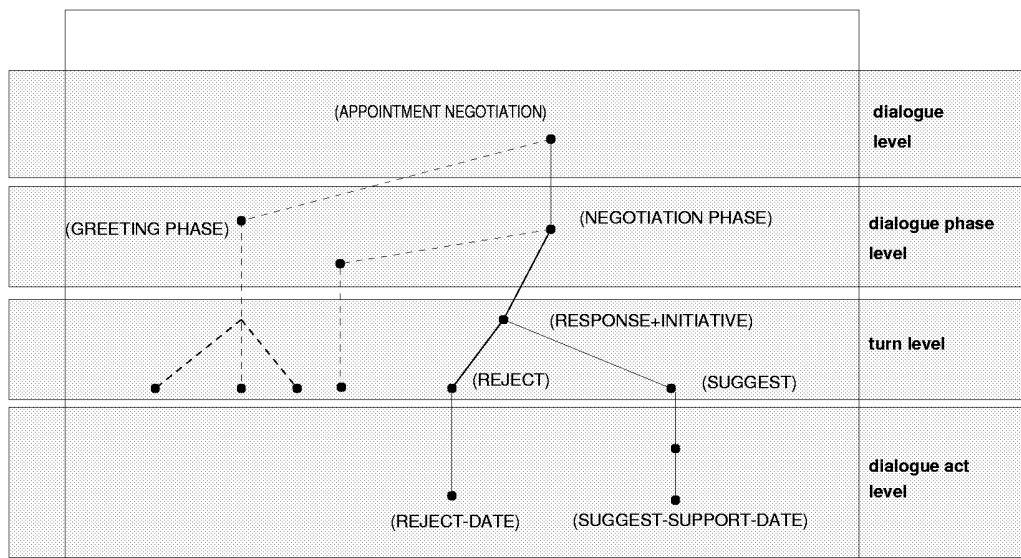 (APPOINTMENT NEGOTIATION)
dialogue
level
(GREETING PHASE)
(NEGOTIATION PHASE)
dialogue phase
level
(RESPONSE+INITIATIVE)
turn level
(REJECT)
(SUGGEST)
dialogue act
level
(REJECT-DATE)
(SUGGEST-SUPPORT-DATE)